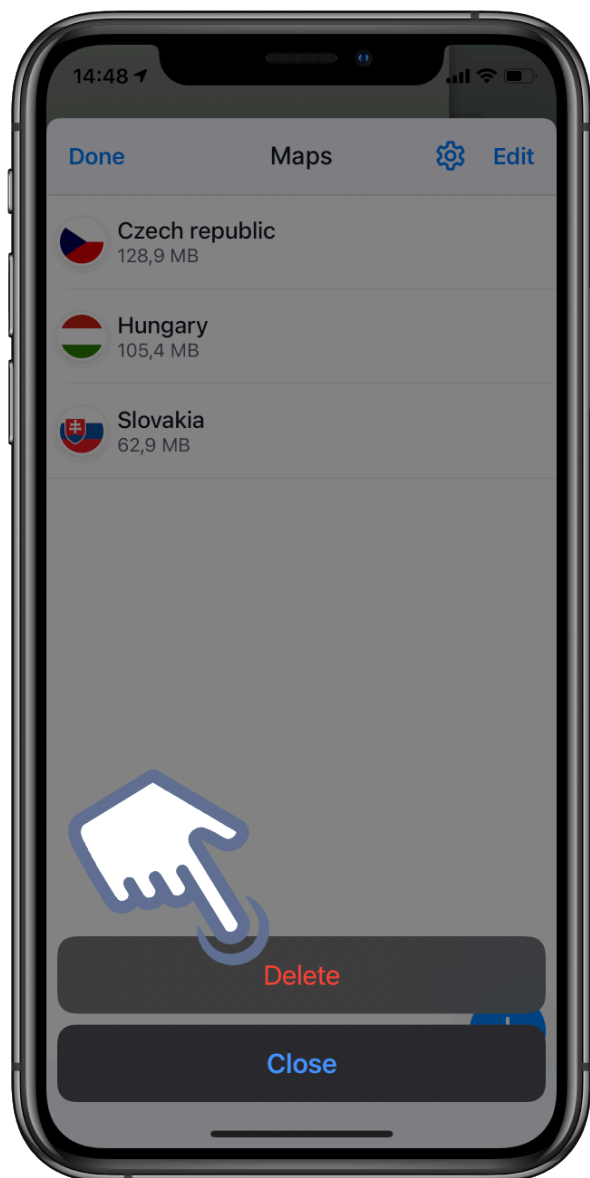 14:48
Done Maps Edit
Czech republic
128,9 MB
Hungary
105,4 MB
Slovakia
62,9 MB
Delete
Close